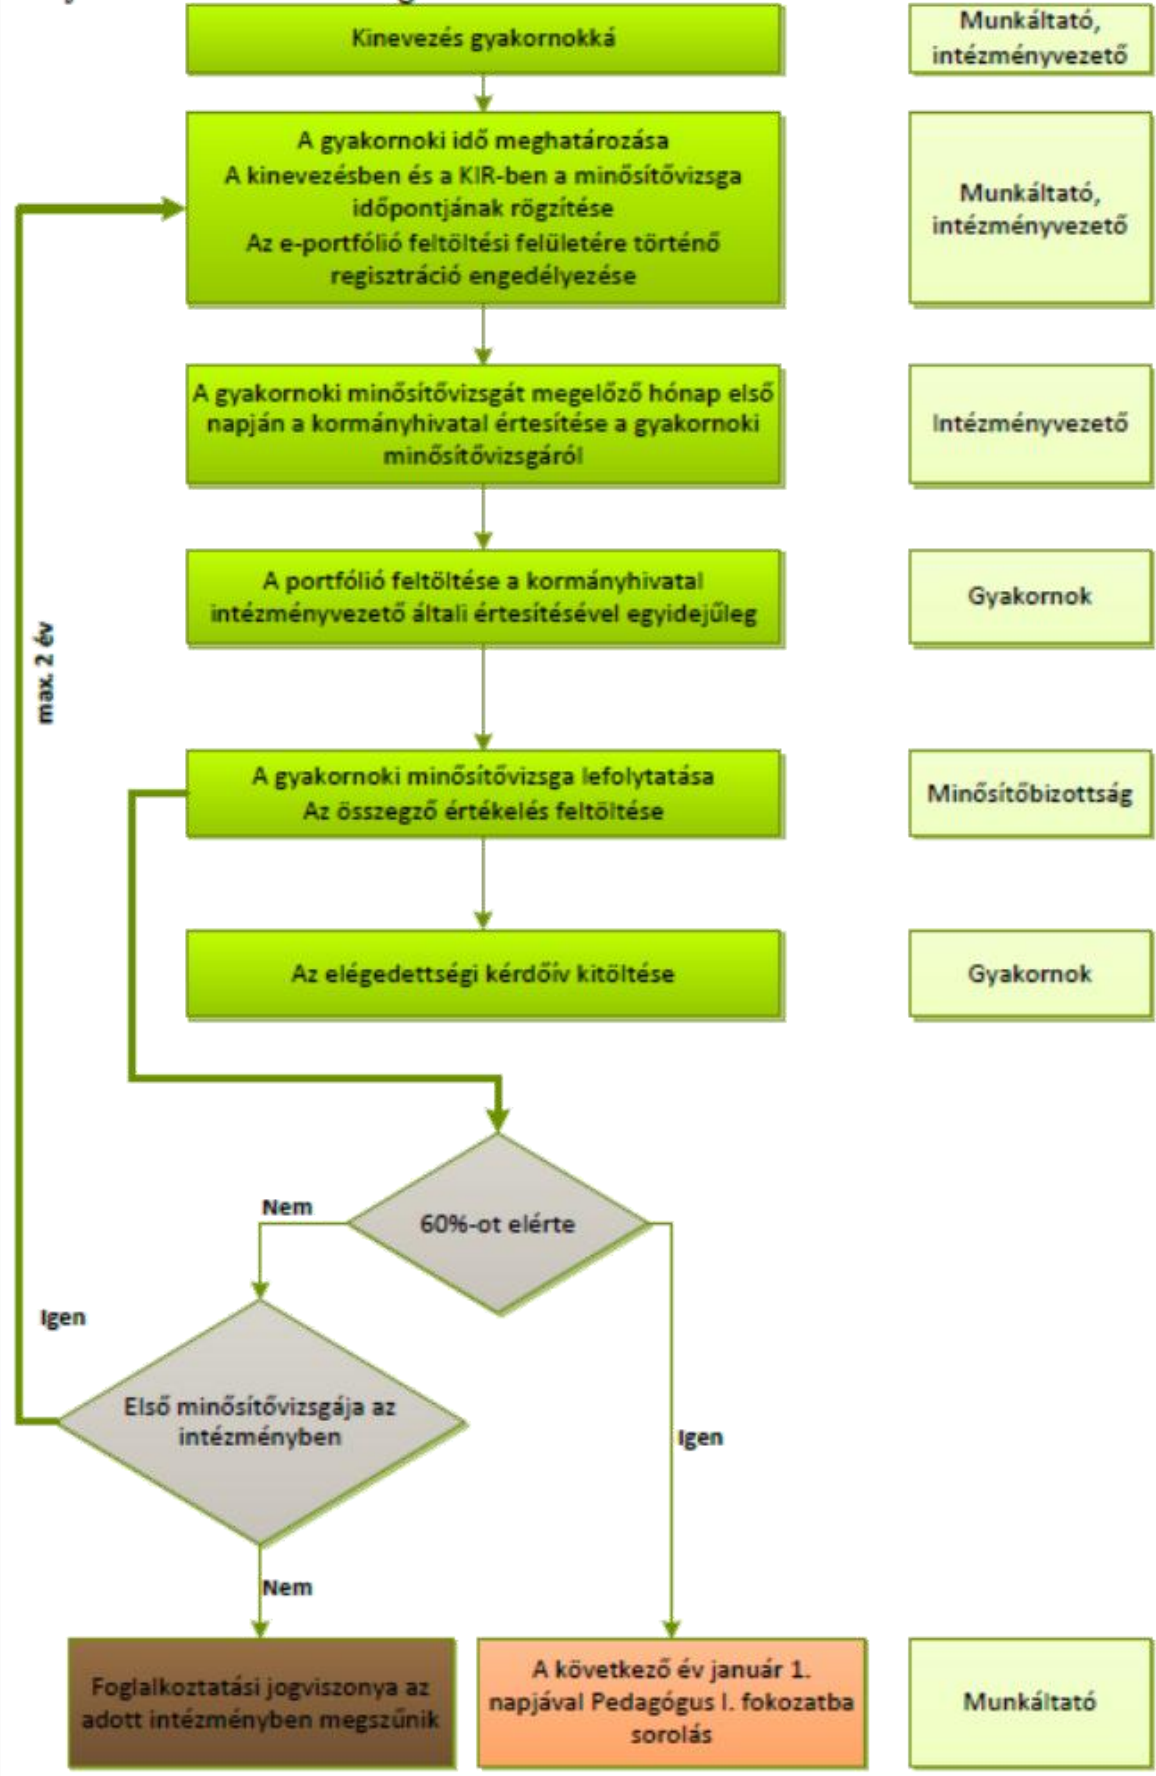 Kinevezés gyakornokká
Munkáltató,
intézményvezető
A gyakornoki idő meghatározása
A kinevezésben és a KIR-ben a minősítővizsga
időpontjának rögzítése
Az e-portfólió feltöltési felületére történő
regisztráció engedélyezése
Munkáltató,
intézményvezető
A gyakornoki minősítővizsgát megelőző hónap első
napján a kormányhivatal értesítése a gyakornoki
minősítővizsgáról
Intézményvezető
A portfólió feltöltése a kormányhivatal
intézményvezető általi értesítésével egyidejűleg
Gyakornok
max. 2 év
A gyakornoki minősítővizsga lefolytatása
Az összegző értékelés feltöltése
Minősítőbizottság
Az elégedettségi kérdőív kitöltése
Gyakornok
60%-ot elérte
Nem
Igen
Első minősítővizsgája az
intézményben
Igen
Nem
Foglalkoztatási jogviszonya az
adott intézményben megszűnik
A következő év január 1.
napjával Pedagógus I. fokozatba
sorolás
Munkáltató